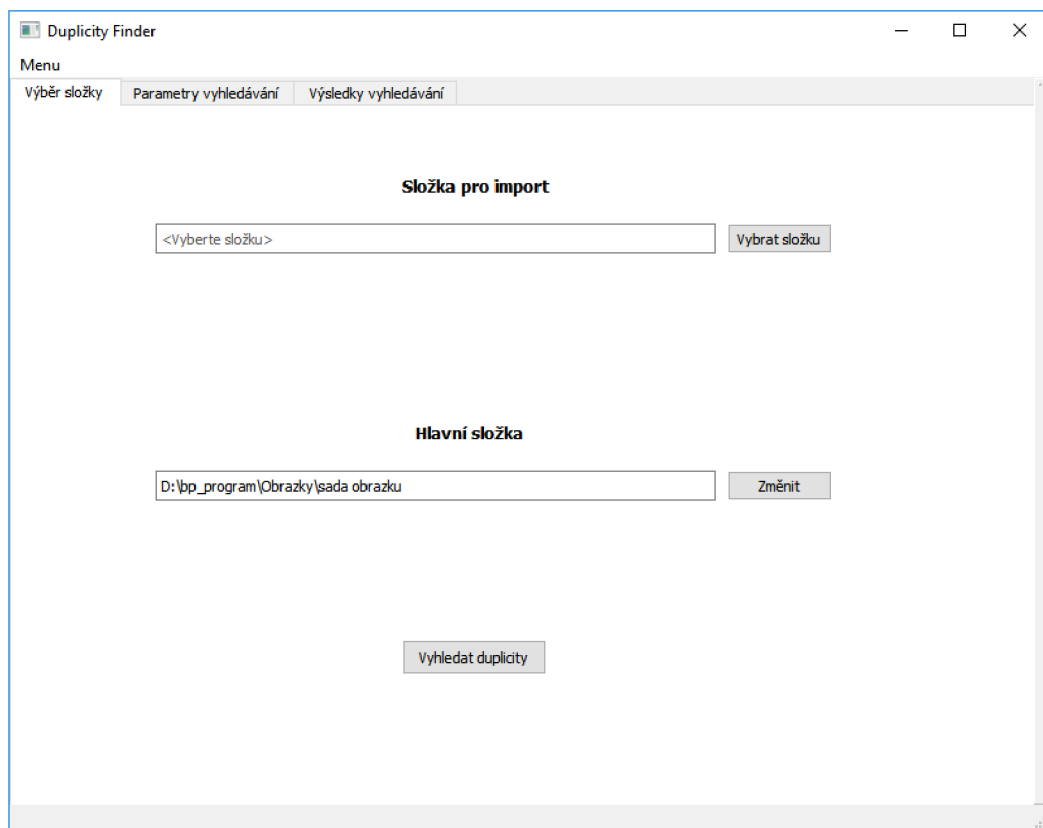 Duplicity Finder
Menu
Výběr složky Parametry vyhledávání Výsledky vyhledávání
Složka pro import
<Vyberte složku> Vybrat složku
Hlavní složka
D:\bp_program\Obrazky\sada obrazku Změnit
Vyhledat duplicity